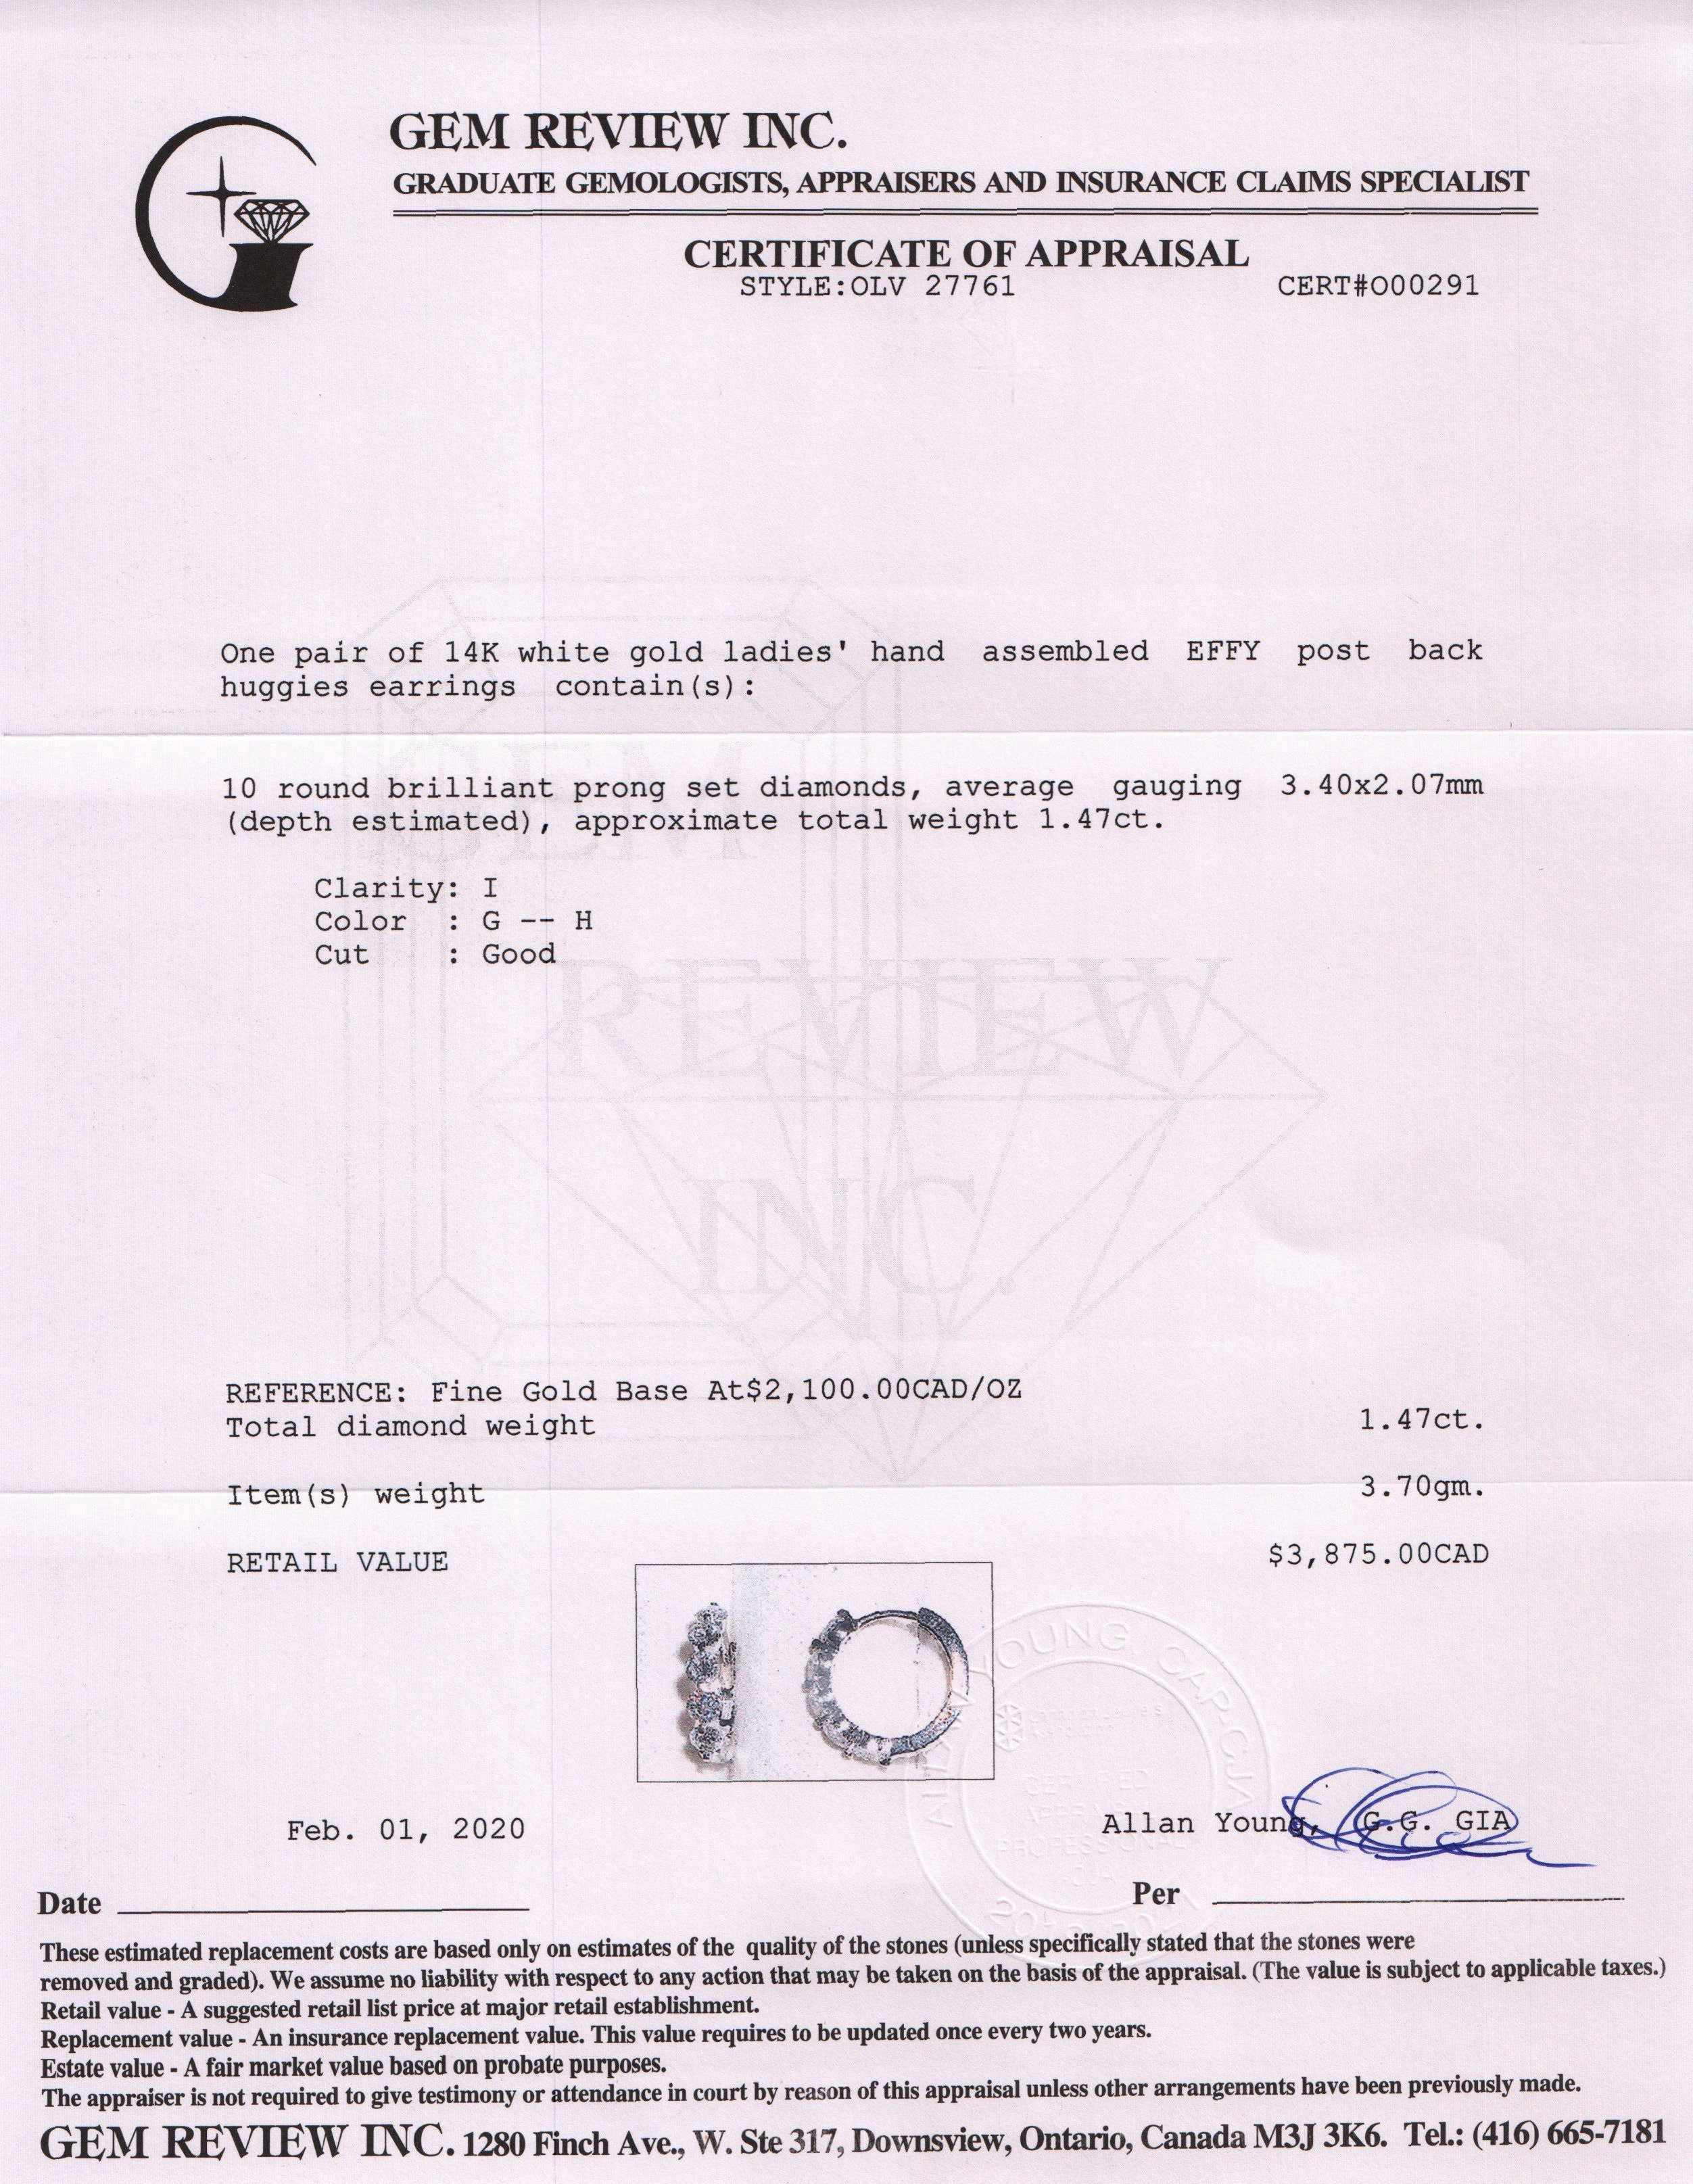 GEM REVIEW INC.
GRADUATE GEMOLOGISTS, APPRAISERS AND INSURANCE CLAIMS SPECIALIST
CERTIFICATE OF APPRAISAL
STYLE:OLV 27761 CERT#O00291
One pair of 14K white gold ladies' hand assembled EFFY post back
huggies earrings contain(s):
GEM
10 round brilliant prong set diamonds, average gauging 3.40x2.07mm
(depth estimated), approximate total weight 1.47ct.
Clarity: I
Color : G -- H
Cut : Good
REVIEW
INC.
REFERENCE: Fine Gold Base At$2,100.00CAD/OZ
Total diamond weight 1.47ct.
Item(s) weight 3.70gm.
RETAIL VALUE $3,875.00CAD
YOUNG CAP-CJA
PROFESSIONAL
Feb. 01, 2020 Allan Young, G.G. GIA
Date Per
These estimated replacement costs are based only on estimates of the quality of the stones (unless specifically stated that the stones were
removed and graded). We assume no liability with respect to any action that may be taken on the basis of the appraisal. (The value is subject to applicable taxes.)
Retail value - A suggested retail list price at major retail establishment.
Replacement value - An insurance replacement value. This value requires to be updated once every two years.
Estate value - A fair market value based on probate purposes.
The appraiser is not required to give testimony or attendance in court by reason of this appraisal unless other arrangements have been previously made.
GEM REVIEW INC. 1280 Finch Ave., W. Ste 317, Downsview, Ontario, Canada M3J 3K6. Tel.: (416) 665-7181